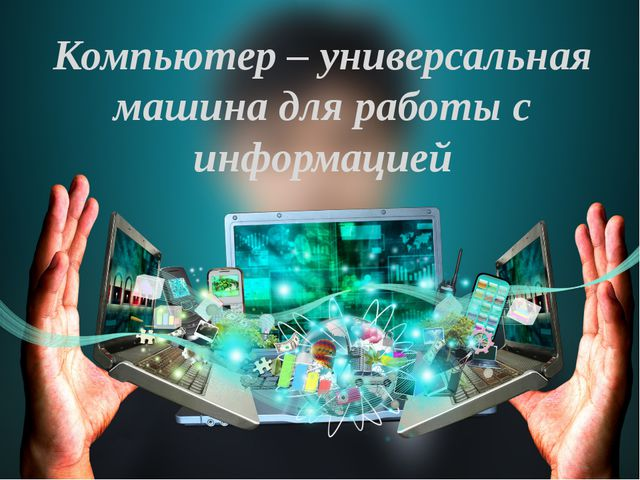 Компьютер – универсальная
машина для работы с
информацией